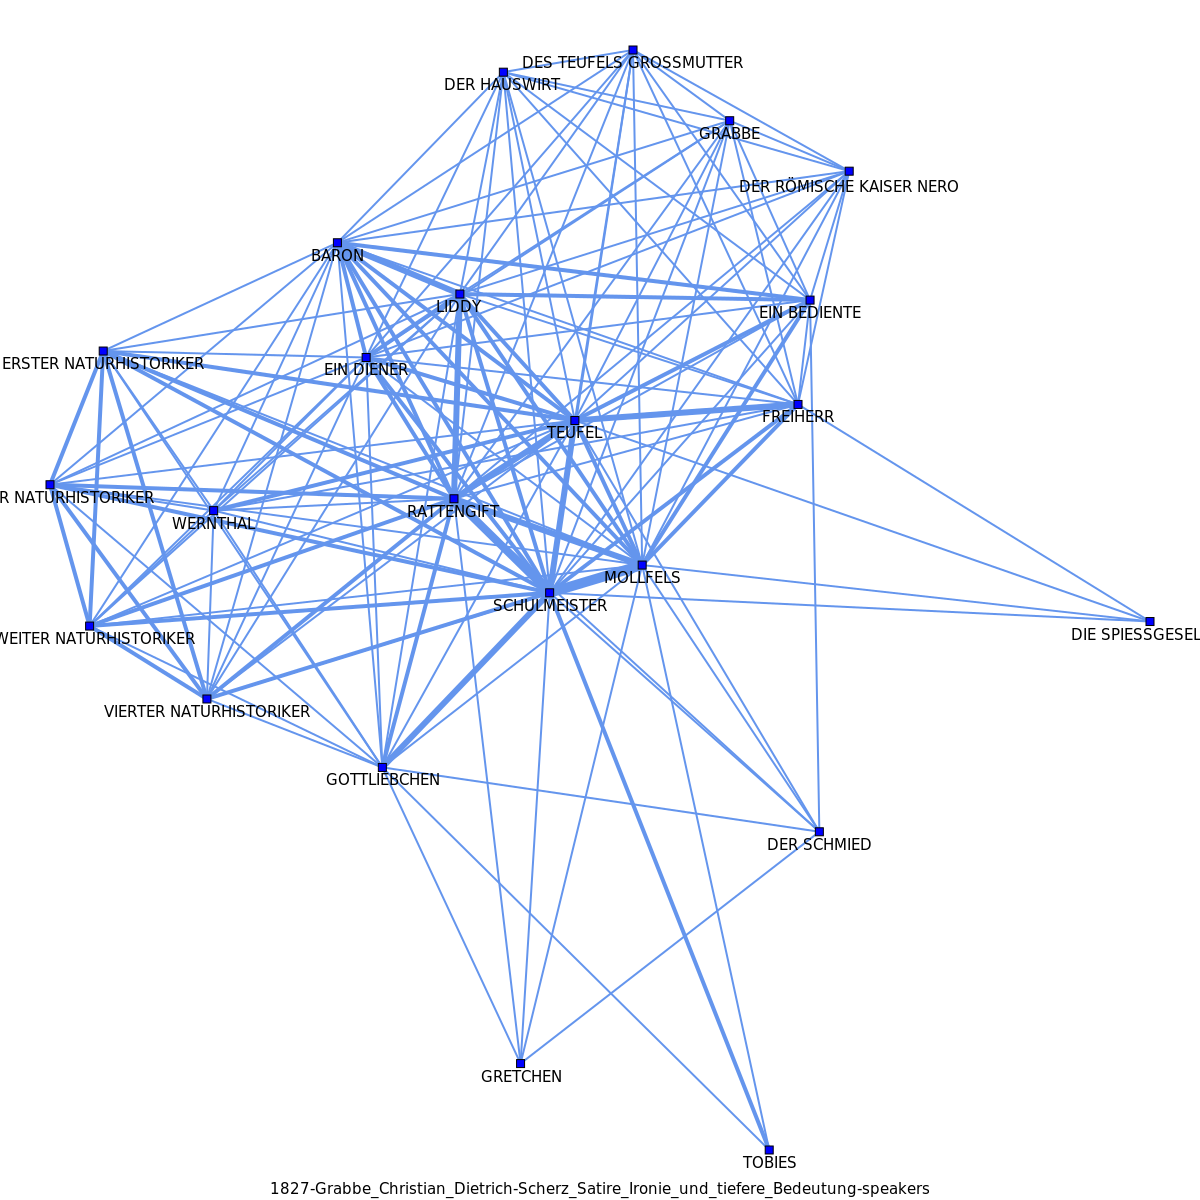 DES TEUFELS GROSSMUTTER
DER HAUSWIRT
GRABBE
DER RÖMISCHE KAISER NERO
BARON
LIDDY
EIN BEDIENTE
ERSTER NATURHISTORIKER
EIN DIENER
FREIHERR
TEUFEL
R NATURHISTORIKER
RATTENGIFT
WERNTHAL
MOLLFELS
SCHULMEISTER
WEITER NATURHISTORIKER
DIE SPIESSGESEL
VIERTER NATURHISTORIKER
GOTTLIEBCHEN
DER SCHMIED
GRETCHEN
TOBIES
1827-Grabbe_Christian_Dietrich-Scherz_Satire_Ironie_und_tiefere_Bedeutung-speakers